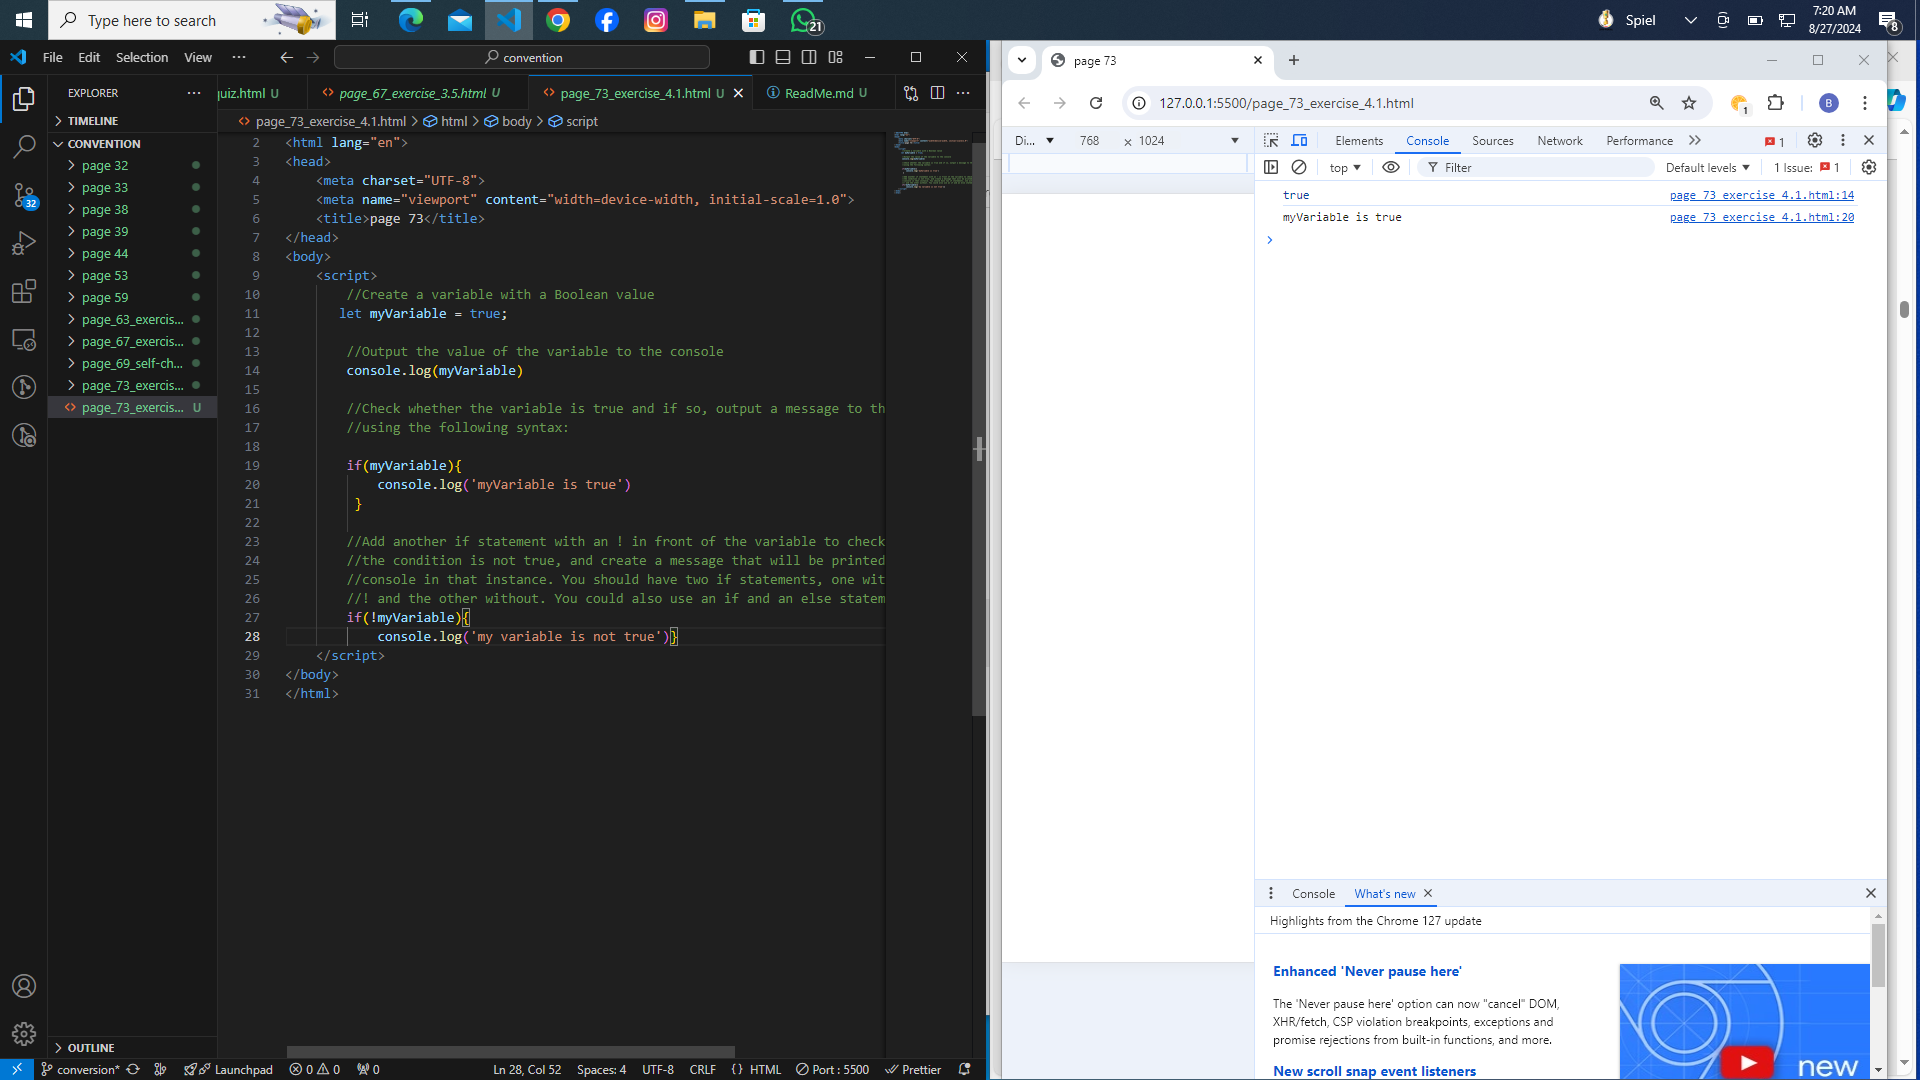 Type here to search
21
Spiel
7:20 AM
8/27/2024
8
File Edit Selection View ...
convention
EXPLORER
TIMELINE
CONVENTION
page 32
page 33
page 38
page 39
page 44
page 53
page 59
page_63_exercis...
page_67_exercis...
page_69_self-ch...
page_73_exercis...
page_73_exercis... U
OUTLINE
32
uiz.html U
page_67_exercise_3.5.html U
page_73_exercise_4.1.html U
ReadMe.md U
page_73_exercise_4.1.html > html > body > script
2 <html lang="en">
3 <head>
4 <meta charset="UTF-8">
5 <meta name="viewport" content="width=device-width, initial-scale=1.0">
6 <title>page 73</title>
7 </head>
8 <body>
9 <script>
10 //Create a variable with a Boolean value
11 let myVariable = true;
12
13 //Output the value of the variable to the console
14 console.log(myVariable)
15
16 //Check whether the variable is true and if so, output a message to th
17 //using the following syntax:
18
19 if(myVariable){
20 console.log('myVariable is true')
21 }
22
23 //Add another if statement with an ! in front of the variable to check
24 //the condition is not true, and create a message that will be printed
25 //console in that instance. You should have two if statements, one wit
26 //! and the other without. You could also use an if and an else statem
27 if(!myVariable){
28 console.log('my variable is not true')}
29 </script>
30 </body>
31 </html>
conversion* Launchpad 0 0 0 Ln 28, Col 52 Spaces: 4 UTF-8 CRLF {} HTML Port : 5500 Prettier
page 73
127.0.0.1:5500/page_73_exercise_4.1.html
1
B
Di... 768 × 1024
Elements Console Sources Network Performance 1
top Filter Default levels 1 Issue: 1
true page 73 exercise 4.1.html:14
myVariable is true page 73 exercise 4.1.html:20
Console What's new
Highlights from the Chrome 127 update
Enhanced 'Never pause here'
The 'Never pause here' option can now "cancel" DOM,
XHR/fetch, CSP violation breakpoints, exceptions and
promise rejections from built-in functions, and more.
New scroll snap event listeners
new